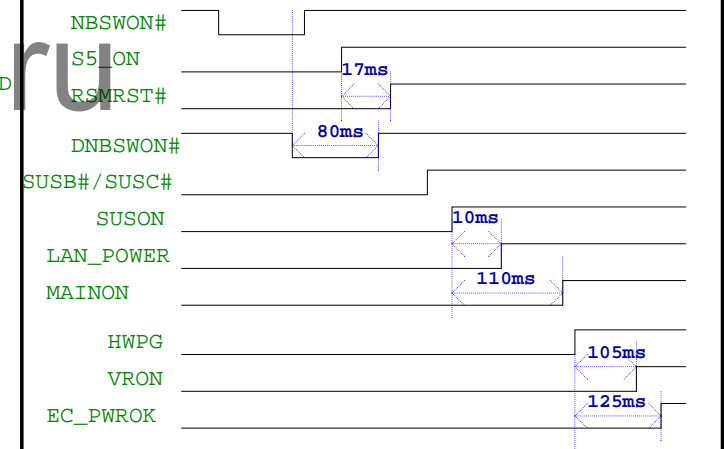 NBSWON#
S5_ON
17ms
D
RSMRST#
ru
80ms
DNBSWON#
SUSB#/SUSC#
SUSON
10ms
LAN_POWER
110ms
MAINON
HWPG
105ms
VRON
125ms
EC_PWROK